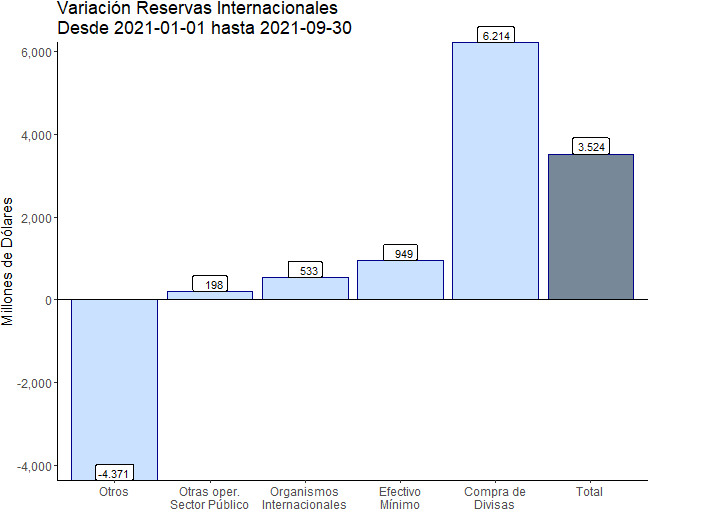 Variación Reservas Internacionales
Desde 2021-01-01 hasta 2021-09-30
Millones de Dólares
6,000
4,000
2,000
0
-2,000
-4,000
-4.371
198
533
949
6.214
3.524
Otros
Otras oper.
Sector Público
Organismos
Internacionales
Efectivo
Mínimo
Compra de
Divisas
Total